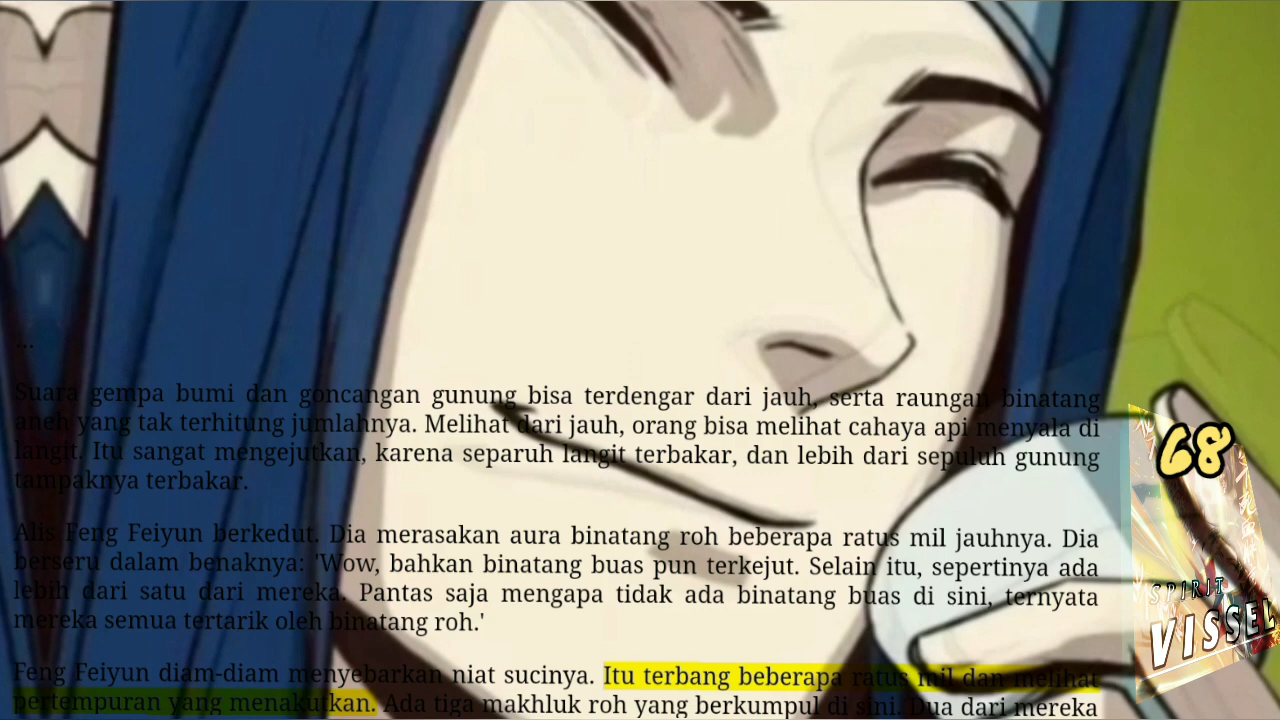 ...
Suara gempa bumi dan goncangan gunung bisa terdengar dari jauh, serta raungan binatang
aneh yang tak terhitung jumlahnya. Melihat dari jauh, orang bisa melihat cahaya api menyala di
langit. Itu sangat mengejutkan, karena separuh langit terbakar, dan lebih dari sepuluh gunung
tampaknya terbakar.
Alis Feng Feiyun berkedut. Dia merasakan aura binatang roh beberapa ratus mil jauhnya. Dia
berseru dalam benaknya: 'Wow, bahkan binatang buas pun terkejut. Selain itu, sepertinya ada
lebih dari satu dari mereka. Pantas saja mengapa tidak ada binatang buas di sini, ternyata
mereka semua tertarik oleh binatang roh.'
Feng Feiyun diam-diam menyebarkan niat sucinya. Itu terbang beberapa ratus mil dan melihat
pertempuran yang menakutkan. Ada tiga makhluk roh yang berkumpul di sini. Dua dari mereka
68
SPIRIT
VISSEL